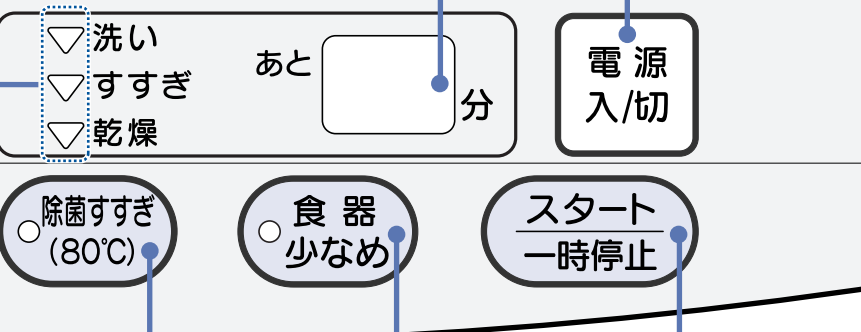 洗い
すすぎ
乾燥
あと
分
電源
入/切
除菌すすぎ
(80℃)
食器
少なめ
スタート
一時停止